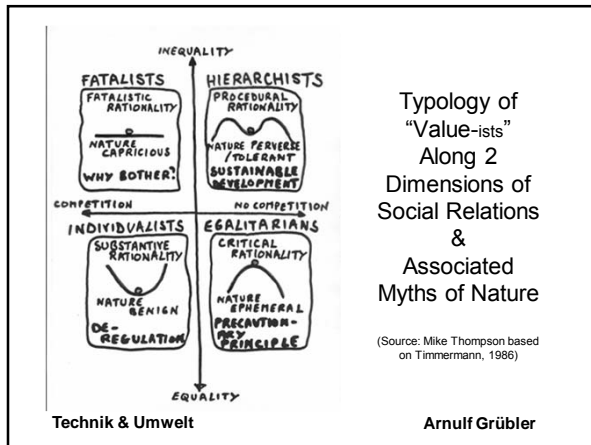 INEQUALITY
FATALISTS
FATALISTIC
RATIONALITY
NATURE
CAPRICIOUS
WHY BOTHER?
HIERARCHISTS
PROCEDURAL
RATIONALITY
NATURE PERVERSE
/TOLERANT
SUSTAINABLE
DEVELOPMENT
COMPETITION
NO COMPETITION
INDIVIDUALISTS
SUBSTANTIVE
RATIONALITY
NATURE
BENIGN
DE-
REGULATION
EGALITARIANS
CRITICAL
RATIONALITY
NATURE
EPHEMERAL
PRECAUTION-
ARY
PRINCIPLE
EQUALITY
Typology of
“Value-ists”
Along 2
Dimensions of
Social Relations
&
Associated
Myths of Nature
(Source: Mike Thompson based
on Timmermann, 1986)
Technik & Umwelt
Arnulf Grübler